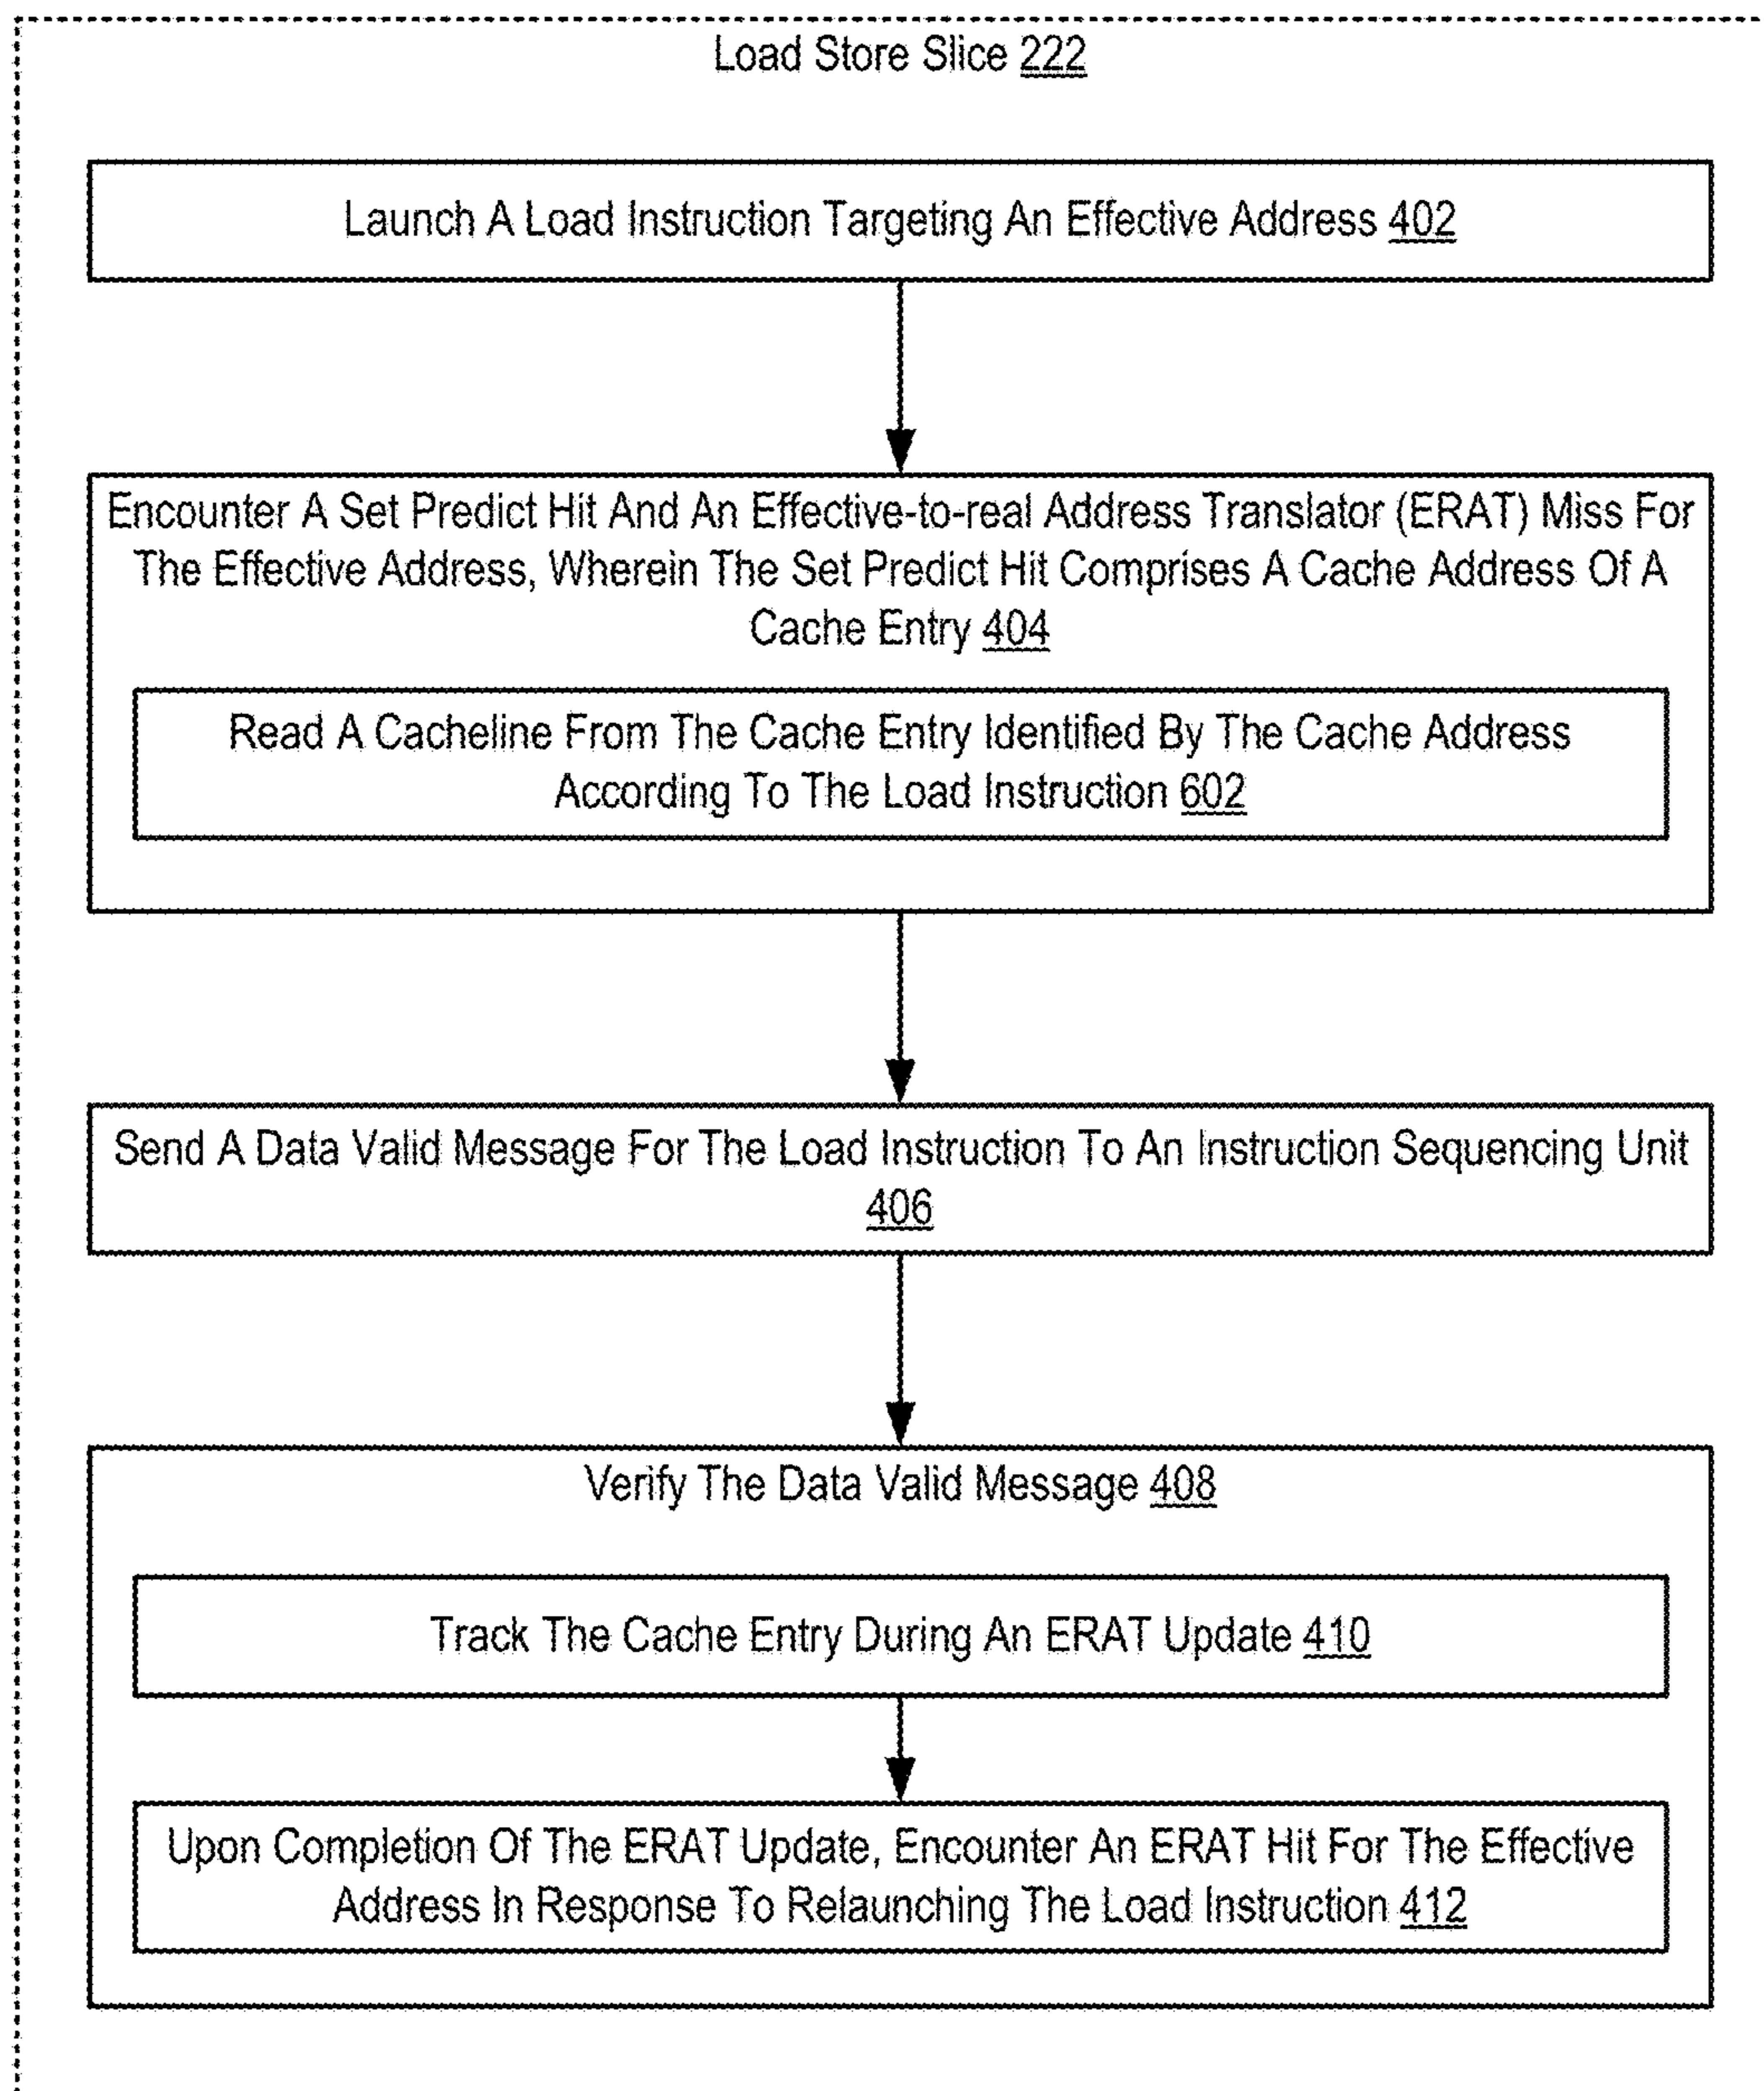 Load Store Slice 222
Launch A Load Instruction Targeting An Effective Address 402
Encounter A Set Predict Hit And An Effective-to-real Address Translator (ERAT) Miss For
The Effective Address, Wherein The Set Predict Hit Comprises A Cache Address Of A
Cache Entry 404
Read A Cacheline From The Cache Entry Identified By The Cache Address
According To The Load Instruction 602
Send A Data Valid Message For The Load Instruction To An Instruction Sequencing Unit
406
Verify The Data Valid Message 408
Track The Cache Entry During An ERAT Update 410
Upon Completion Of The ERAT Update, Encounter An ERAT Hit For The Effective
Address In Response To Relaunching The Load Instruction 412